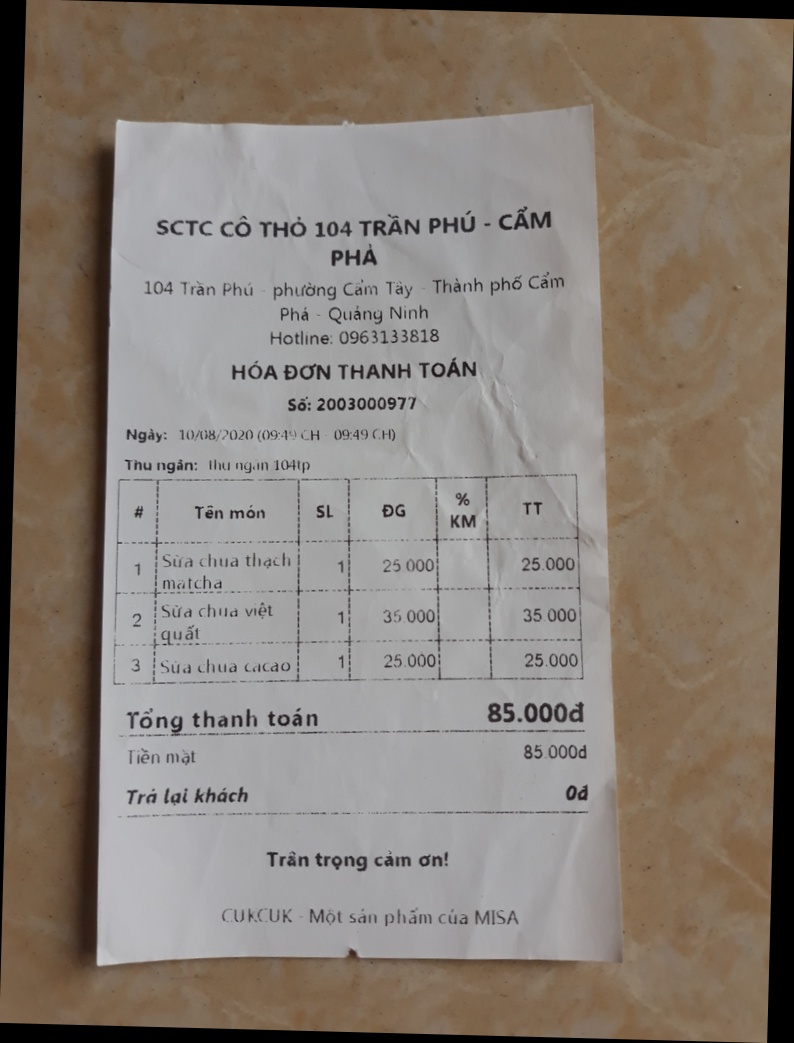 SCTC CÔ THỎ 104 TRẦN PHÚ - CẨM
PHẢ
104 Trần Phú - phường Cẩm Tây - Thành phố Cẩm
Phả - Quảng Ninh
Hotline: 0963133818
HÓA ĐƠN THANH TOÁN
Số: 2003000977
Ngày: 10/08/2020 (09:49 CH - 09:49 CH)
Thu ngân: thu ngân 104tp
# Tên món SL ĐG % KM TT
1 Sữa chua thạch matcha 1 25.000 25.000
2 Sữa chua việt quất 1 35.000 35.000
3 Sữa chua cacao 1 25.000 25.000
Tổng thanh toán 85.000đ
Tiền mặt 85.000đ
Trả lại khách 0đ
Trân trọng cảm ơn!
CUKCUK - Một sản phẩm của MISA